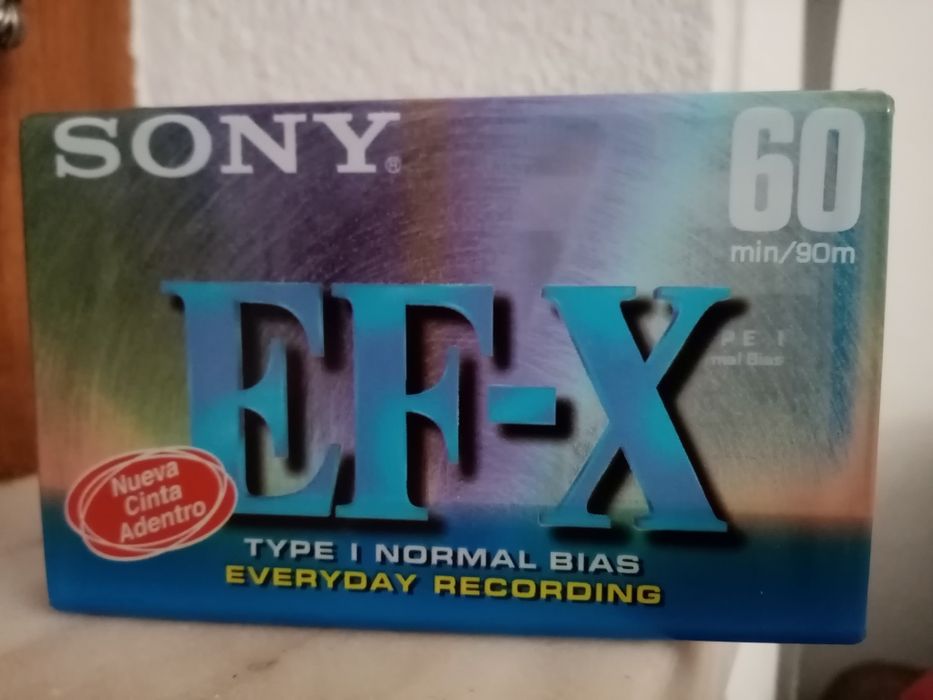 SONY®
60
min/90m
EF-X
Nueva
Cinta
Adentro
TYPE I NORMAL BIAS
EVERYDAY RECORDING